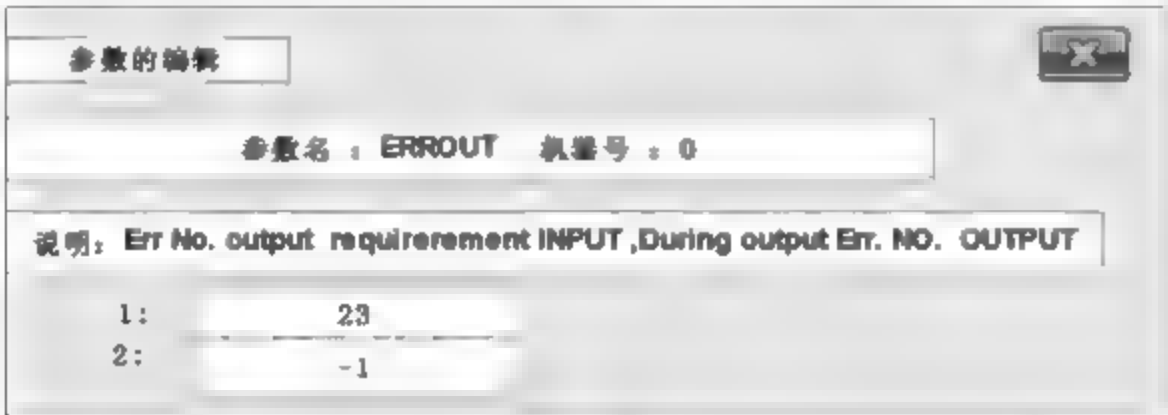 参数的编辑
参数名 : ERROUT 机器号 : 0
说明: Err No. output requirerement INPUT ,During output Err. NO. OUTPUT
1: 23
2: -1